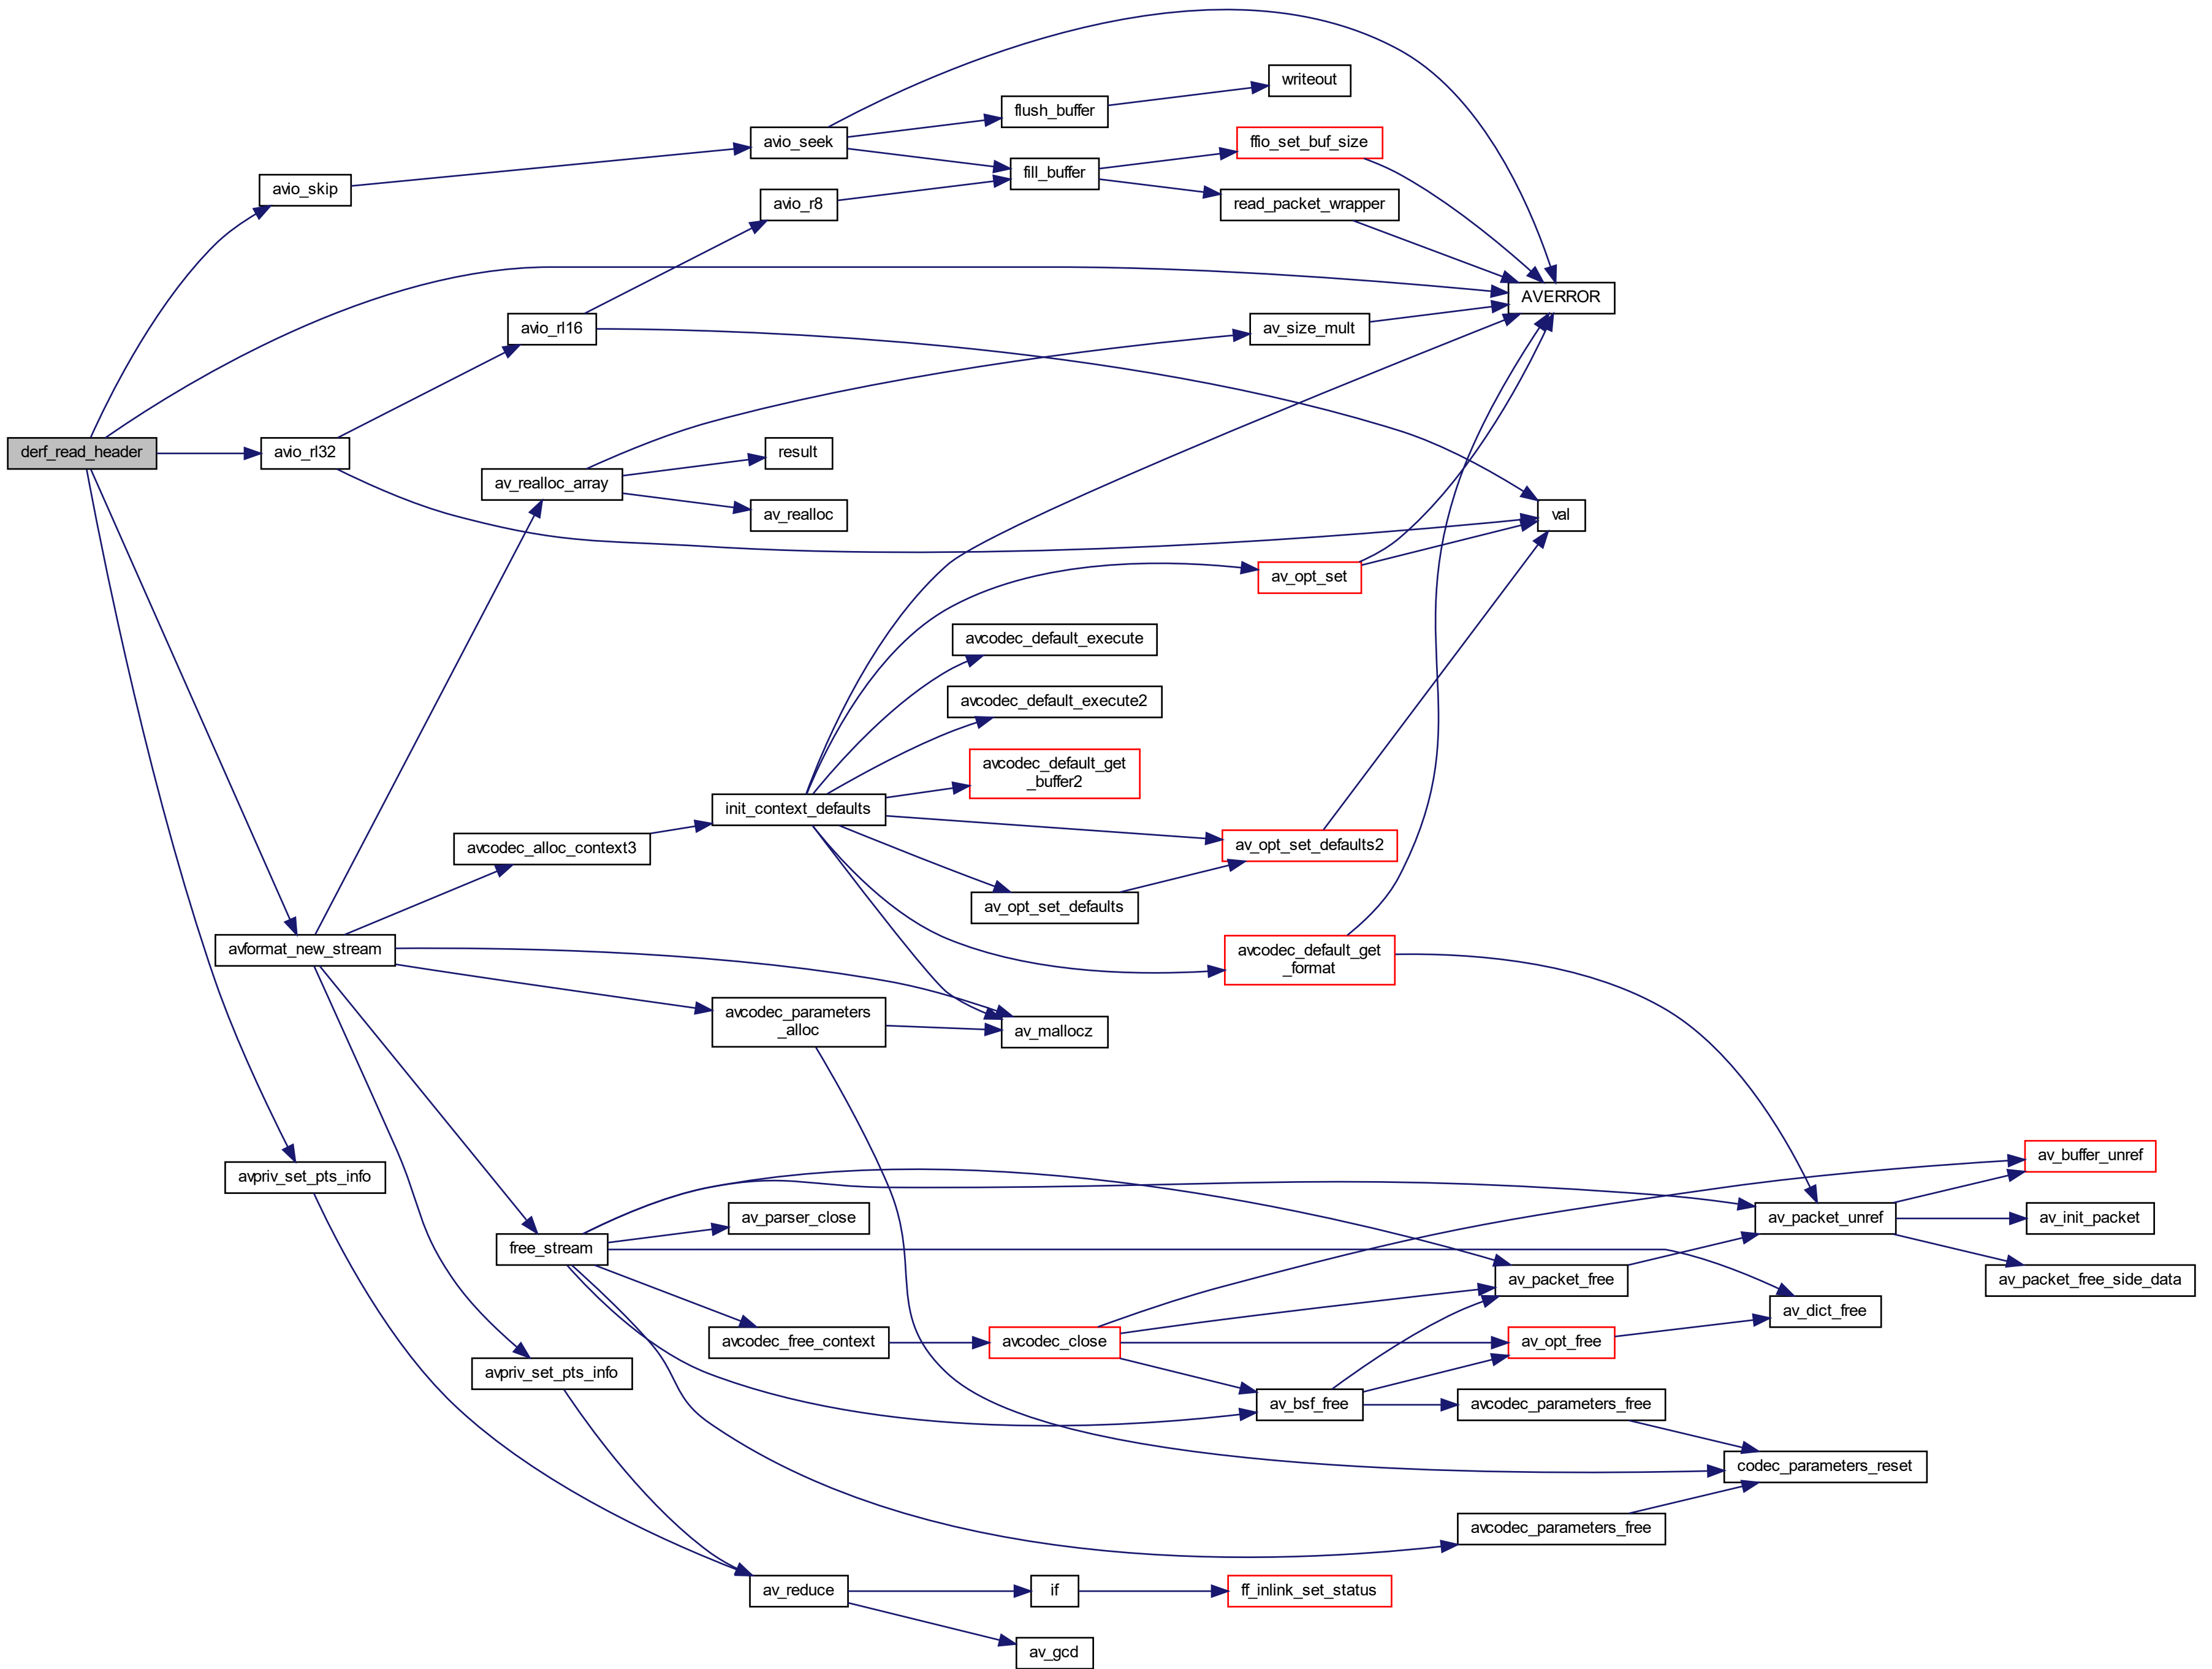 writeout
flush_buffer
avio_seek
ffio_set_buf_size
fill_buffer
avio_skip
avio_r8
read_packet_wrapper
AVERROR
avio_rl16
av_size_mult
derf_read_header
avio_rl32
result
av_realloc_array
av_realloc
val
av_opt_set
avcodec_default_execute
avcodec_default_execute2
avcodec_default_get
_buffer2
init_context_defaults
avcodec_alloc_context3
av_opt_set_defaults2
av_opt_set_defaults
avformat_new_stream
avcodec_default_get
_format
avcodec_parameters
_alloc
av_mallocz
av_buffer_unref
avpriv_set_pts_info
av_parser_close
av_packet_unref
av_init_packet
free_stream
av_packet_free
av_packet_free_side_data
av_dict_free
avcodec_free_context
avcodec_close
av_opt_free
avpriv_set_pts_info
av_bsf_free
avcodec_parameters_free
codec_parameters_reset
avcodec_parameters_free
av_reduce
if
ff_inlink_set_status
av_gcd